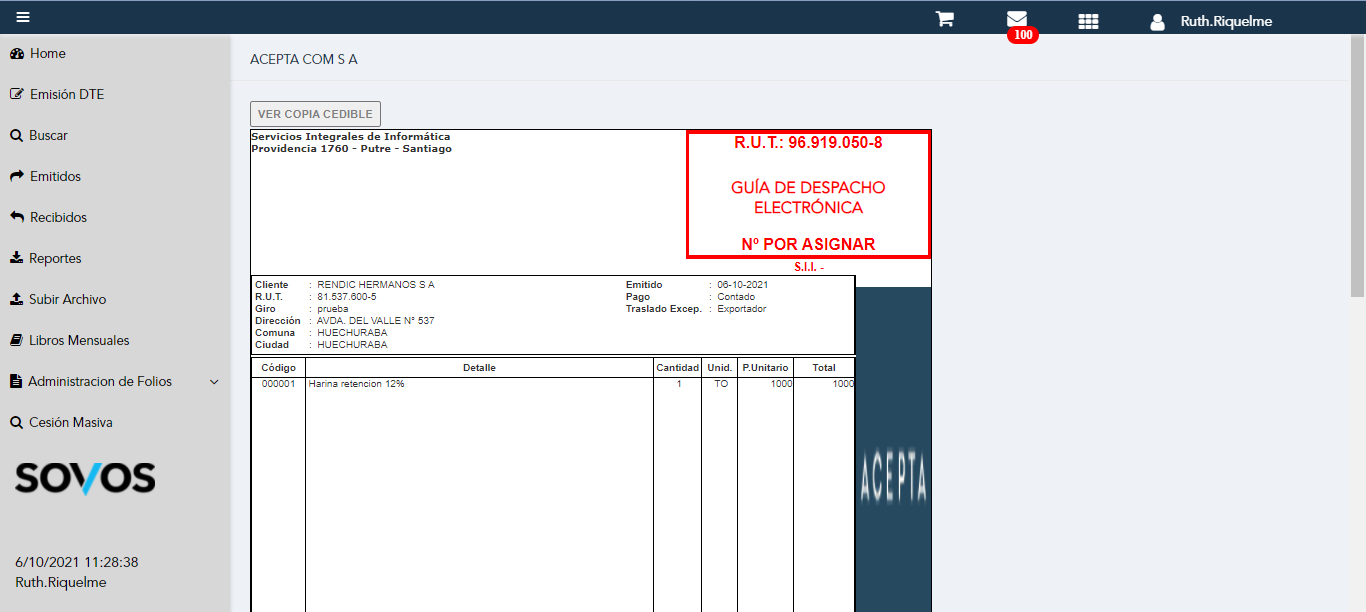 100
Ruth.Riquelme
Home
Emisión DTE
Buscar
Emitidos
Recibidos
Reportes
Subir Archivo
Libros Mensuales
Administracion de Folios
Cesión Masiva
SOVOS
6/10/2021 11:28:38
Ruth.Riquelme
ACEPTA COM S A
VER COPIA CEDIBLE
Servicios Integrales de Informática
Providencia 1760 - Putre - Santiago
R.U.T.: 96.919.050-8
GUÍA DE DESPACHO
ELECTRÓNICA
Nº POR ASIGNAR
S.I.I. -
Cliente : RENDIC HERMANOS S A Emitido : 06-10-2021
R.U.T. : 81.537.600-5 Pago : Contado
Giro : prueba Traslado Excep. : Exportador
Dirección : AVDA. DEL VALLE N° 537
Comuna : HUECHURABA
Ciudad : HUECHURABA
Código Detalle Cantidad Unid. P.Unitario Total
000001 Harina retencion 12% 1 TO 1000 1000
ACEPTA